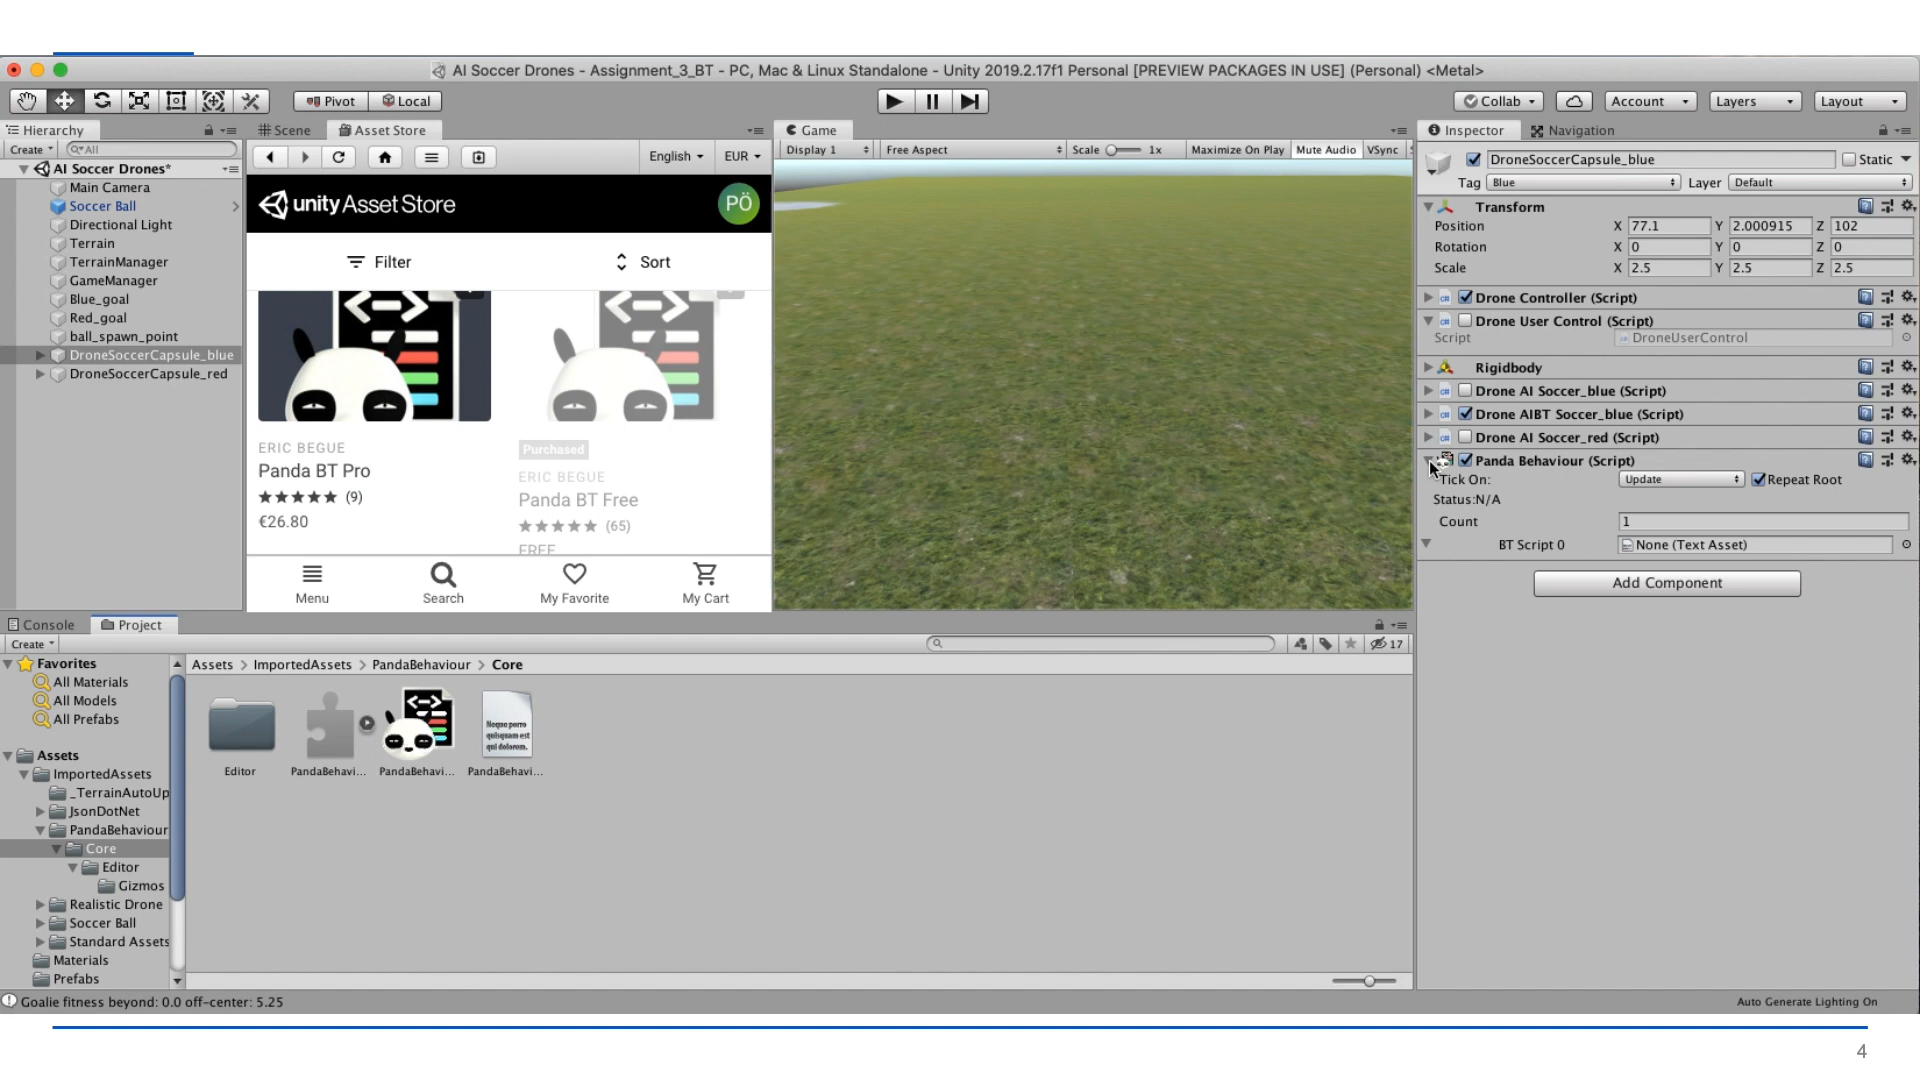 AI Soccer Drones - Assignment_3_BT - PC, Mac & Linux Standalone - Unity 2019.2.17f1 Personal [PREVIEW PACKAGES IN USE] (Personal) <Metal>
Pivot Local Collab Account Layers Layout
Hierarchy
Create All
AI Soccer Drones*
Main Camera
Soccer Ball
Directional Light
Terrain
TerrainManager
GameManager
Blue_goal
Red_goal
ball_spawn_point
DroneSoccerCapsule_blue
DroneSoccerCapsule_red
Scene Asset Store
English EUR
unity Asset Store PÖ
Filter Sort
ERIC BEGUE
Panda BT Pro
(9)
€26.80
Purchased
ERIC BEGUE
Panda BT Free
(65)
FREE
Menu Search My Favorite My Cart
Game
Display 1 Free Aspect Scale 1x Maximize On Play Mute Audio VSync
Inspector Navigation
DroneSoccerCapsule_blue Static
Tag Blue Layer Default
Transform
Position X 77.1 Y 2.000915 Z 102
Rotation X 0 Y 0 Z 0
Scale X 2.5 Y 2.5 Z 2.5
Drone Controller (Script)
Drone User Control (Script)
Script DroneUserControl
Rigidbody
Drone AI Soccer_blue (Script)
Drone AIBT Soccer_blue (Script)
Drone AI Soccer_red (Script)
Panda Behaviour (Script)
Tick On: Update Repeat Root
Status:N/A
Count 1
BT Script 0 None (Text Asset)
Add Component
Console Project
Create 17
Favorites
All Materials
All Models
All Prefabs
Assets
ImportedAssets
_TerrainAutoUp
JsonDotNet
PandaBehaviour
Core
Editor
Gizmos
Realistic Drone
Soccer Ball
Standard Assets
Materials
Prefabs
Assets > ImportedAssets > PandaBehaviour > Core
Neque porro
quisquam est
qui dolorem.
Editor PandaBehavi... PandaBehavi... PandaBehavi...
Goalie fitness beyond: 0.0 off-center: 5.25
Auto Generate Lighting On
4